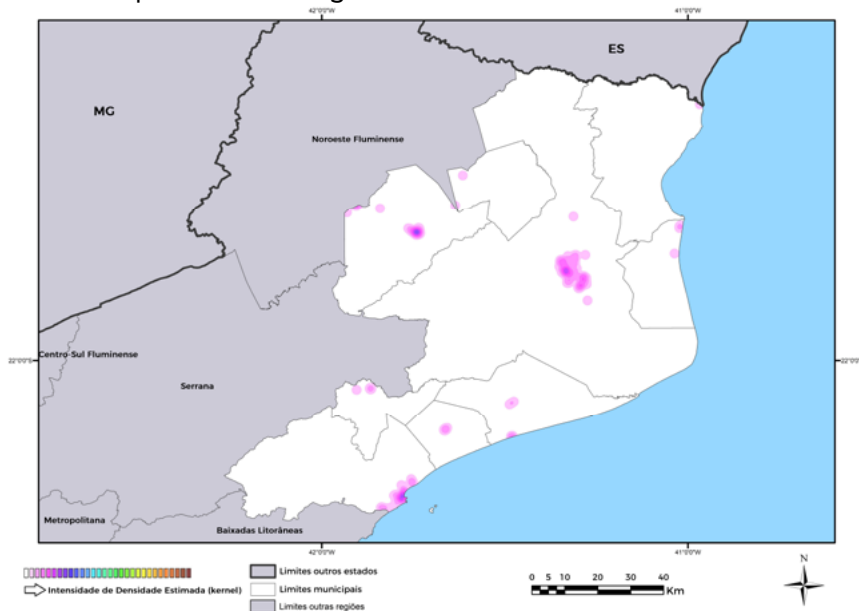 42°0'0"W
41°0'0"W
ES
MG
Noroeste Fluminense
22°0'0"S
22°0'0"S
Centro-Sul Fluminense
Serrana
Metropolitana
Baixadas Litorâneas
42°0'0"W
41°0'0"W
Intensidade de Densidade Estimada (kernel)
Limites outros estados
Limites municipais
Limites outras regiões
0 5 10 20 30 40
Km
N